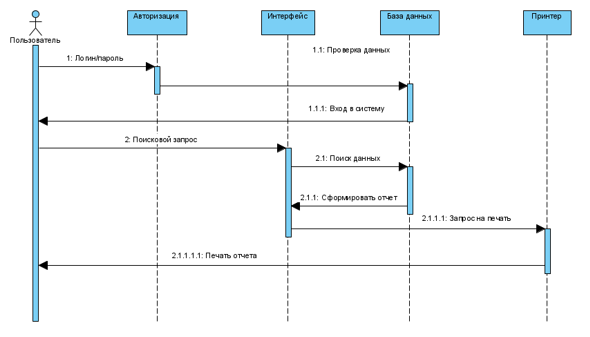 Авторизация
Интерфейс
База данных
Принтер
Пользователь
1.1: Проверка данных
1: Логин/пароль
1.1.1: Вход в систему
2: Поисковой запрос
2.1: Поиск данных
2.1.1: Сформировать отчет
2.1.1.1: Запрос на печать
2.1.1.1.1: Печать отчета